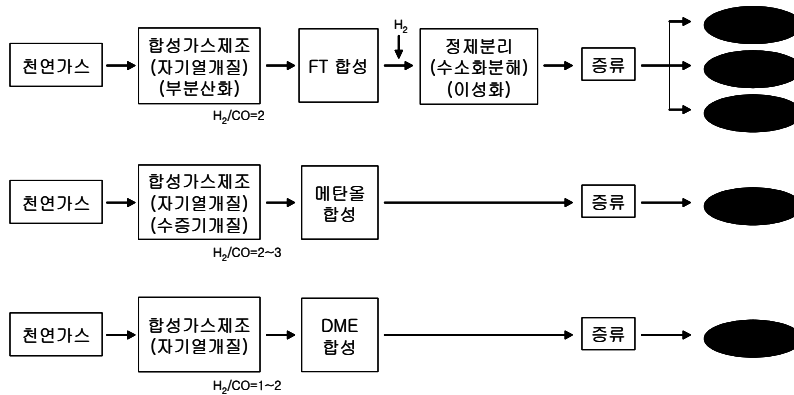 H₂
천연가스
합성가스제조
(자기열개질)
(부분산화)
H₂/CO=2
FT 합성
정제분리
(수소화분해)
(이성화)
증류
천연가스
합성가스제조
(자기열개질)
(수증기개질)
H₂/CO=2~3
메탄올
합성
증류
천연가스
합성가스제조
(자기열개질)
H₂/CO=1~2
DME
합성
증류